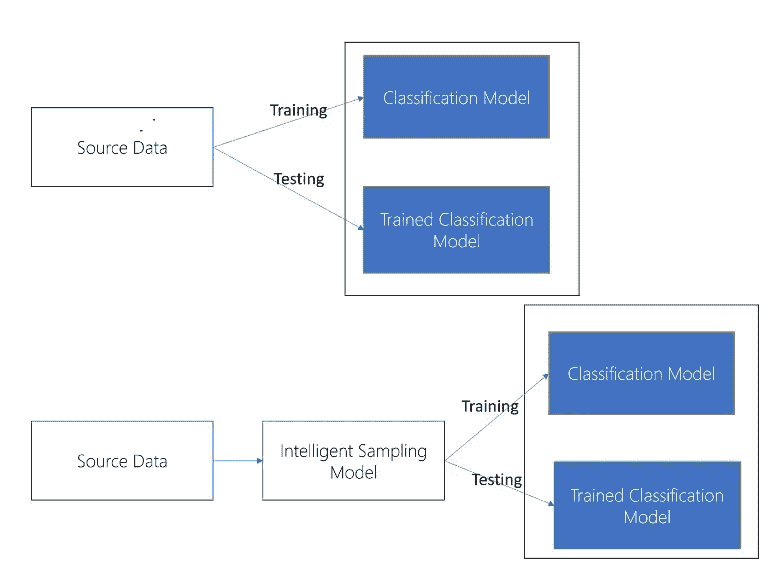 Classification Model
Training
Source Data
Testing
Trained Classification
Model
Classification Model
Training
Source Data
Intelligent Sampling
Model
Testing
Trained Classification
Model